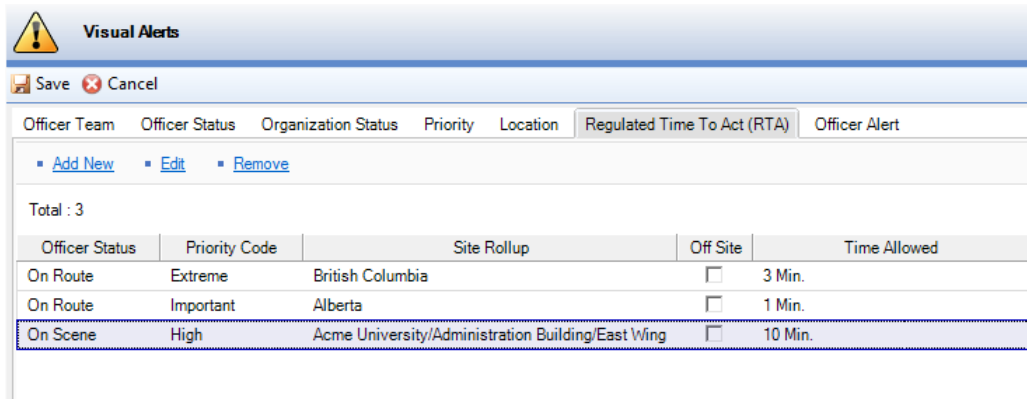 Visual Alerts
Save Cancel
Officer Team Officer Status Organization Status Priority Location Regulated Time To Act (RTA) Officer Alert
Add New Edit Remove
Total : 3
Officer Status Priority Code Site Rollup Off Site Time Allowed
On Route Extreme British Columbia 3 Min.
On Route Important Alberta 1 Min.
On Scene High Acme University/Administration Building/East Wing 10 Min.